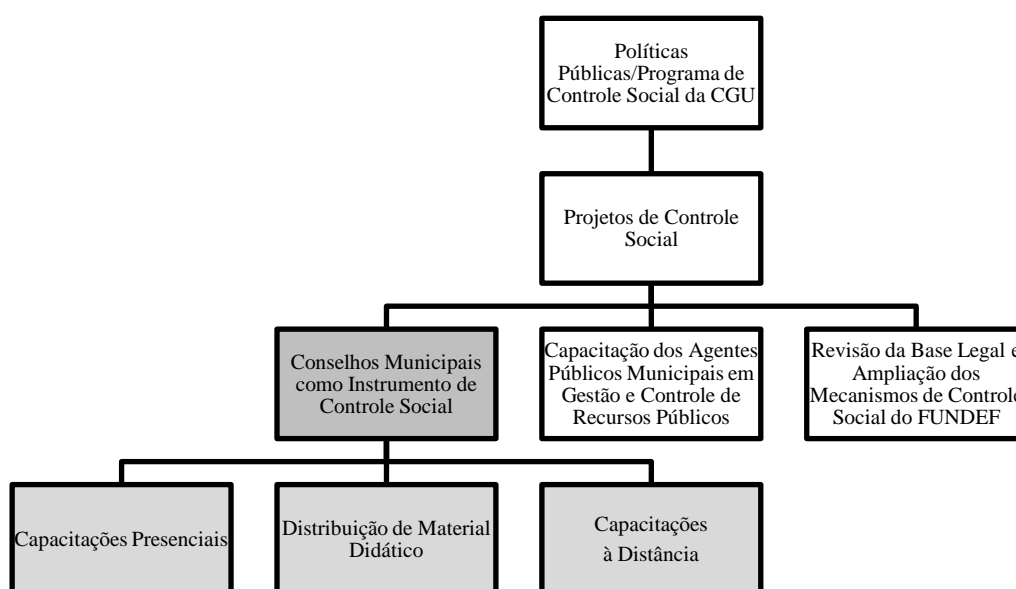 Políticas
Públicas/Programa de
Controle Social da CGU
Projetos de Controle
Social
Conselhos Municipais
como Instrumento de
Controle Social
Capacitação dos Agentes
Públicos Municipais em
Gestão e Controle de
Recursos Públicos
Revisão da Base Legal e
Ampliação dos
Mecanismos de Controle
Social do FUNDEF
Capacitações Presenciais
Distribuição de Material
Didático
Capacitações
à Distância